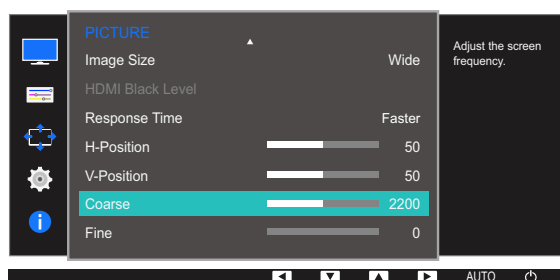 PICTURE
Image Size Wide
HDMI Black Level
Response Time Faster
H-Position 50
V-Position 50
Coarse 2200
Fine 0
Adjust the screen
frequency.
AUTO